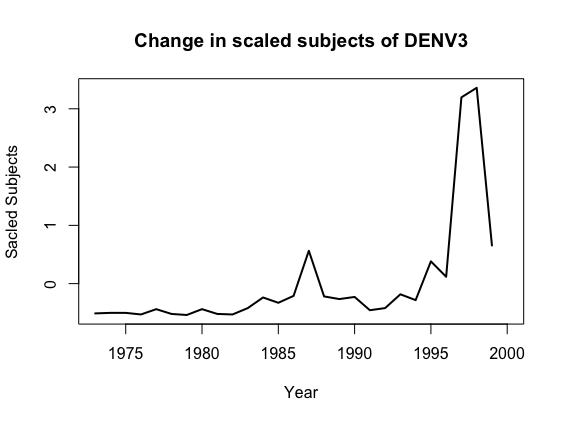 Change in scaled subjects of DENV3
Sacled Subjects
3
2
1
0
1975 1980 1985 1990 1995 2000
Year